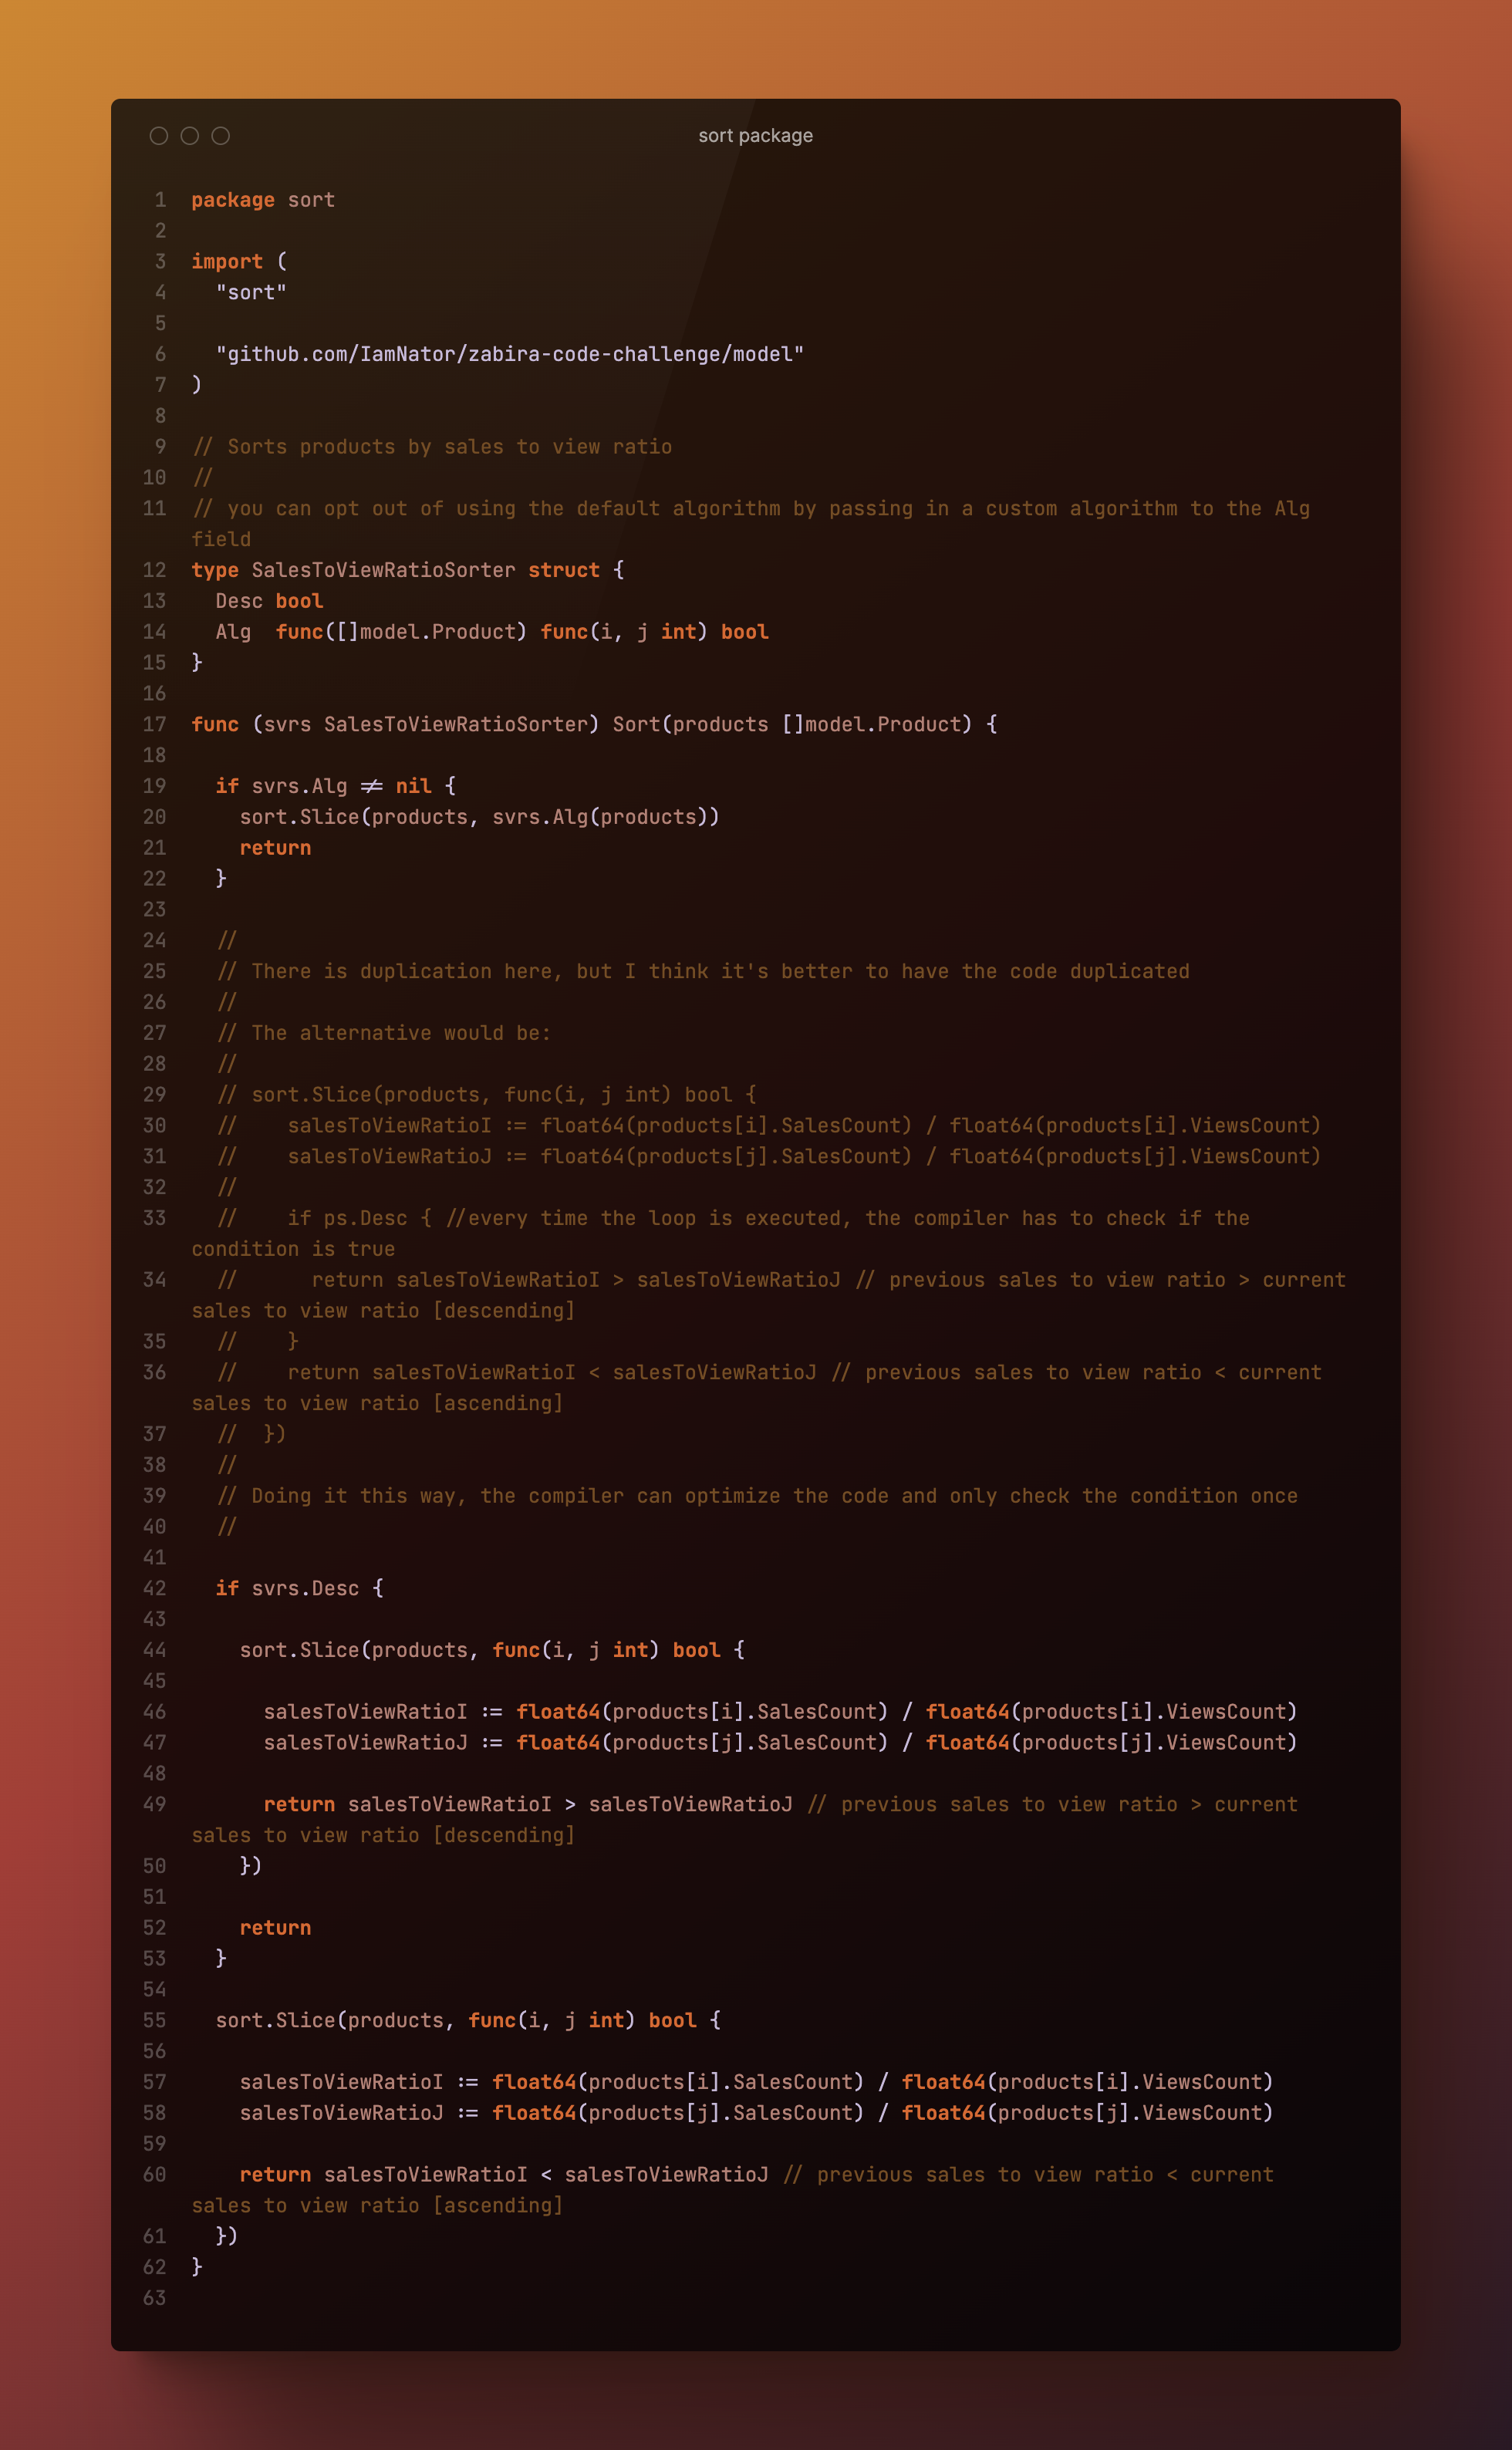 sort package
1 package sort
2
3 import (
4   "sort"
5
6   "github.com/IamNator/zabira-code-challenge/model"
7 )
8
9 // Sorts products by sales to view ratio
10 //
11 // you can opt out of using the default algorithm by passing in a custom algorithm to the Alg
field
12 type SalesToViewRatioSorter struct {
13   Desc bool
14   Alg  func([]model.Product) func(i, j int) bool
15 }
16
17 func (svrs SalesToViewRatioSorter) Sort(products []model.Product) {
18
19   if svrs.Alg != nil {
20     sort.Slice(products, svrs.Alg(products))
21     return
22   }
23
24   //
25   // There is duplication here, but I think it's better to have the code duplicated
26   //
27   // The alternative would be:
28   //
29   // sort.Slice(products, func(i, j int) bool {
30   //    salesToViewRatioI := float64(products[i].SalesCount) / float64(products[i].ViewsCount)
31   //    salesToViewRatioJ := float64(products[j].SalesCount) / float64(products[j].ViewsCount)
32   //
33   //    if ps.Desc { //every time the loop is executed, the compiler has to check if the
condition is true
34   //      return salesToViewRatioI > salesToViewRatioJ // previous sales to view ratio > current
sales to view ratio [descending]
35   //    }
36   //    return salesToViewRatioI < salesToViewRatioJ // previous sales to view ratio < current
sales to view ratio [ascending]
37   //  })
38   //
39   // Doing it this way, the compiler can optimize the code and only check the condition once
40   //
41
42   if svrs.Desc {
43
44     sort.Slice(products, func(i, j int) bool {
45
46       salesToViewRatioI := float64(products[i].SalesCount) / float64(products[i].ViewsCount)
47       salesToViewRatioJ := float64(products[j].SalesCount) / float64(products[j].ViewsCount)
48
49       return salesToViewRatioI > salesToViewRatioJ // previous sales to view ratio > current
sales to view ratio [descending]
50     })
51
52     return
53   }
54
55   sort.Slice(products, func(i, j int) bool {
56
57     salesToViewRatioI := float64(products[i].SalesCount) / float64(products[i].ViewsCount)
58     salesToViewRatioJ := float64(products[j].SalesCount) / float64(products[j].ViewsCount)
59
60     return salesToViewRatioI < salesToViewRatioJ // previous sales to view ratio < current
sales to view ratio [ascending]
61   })
62 }
63